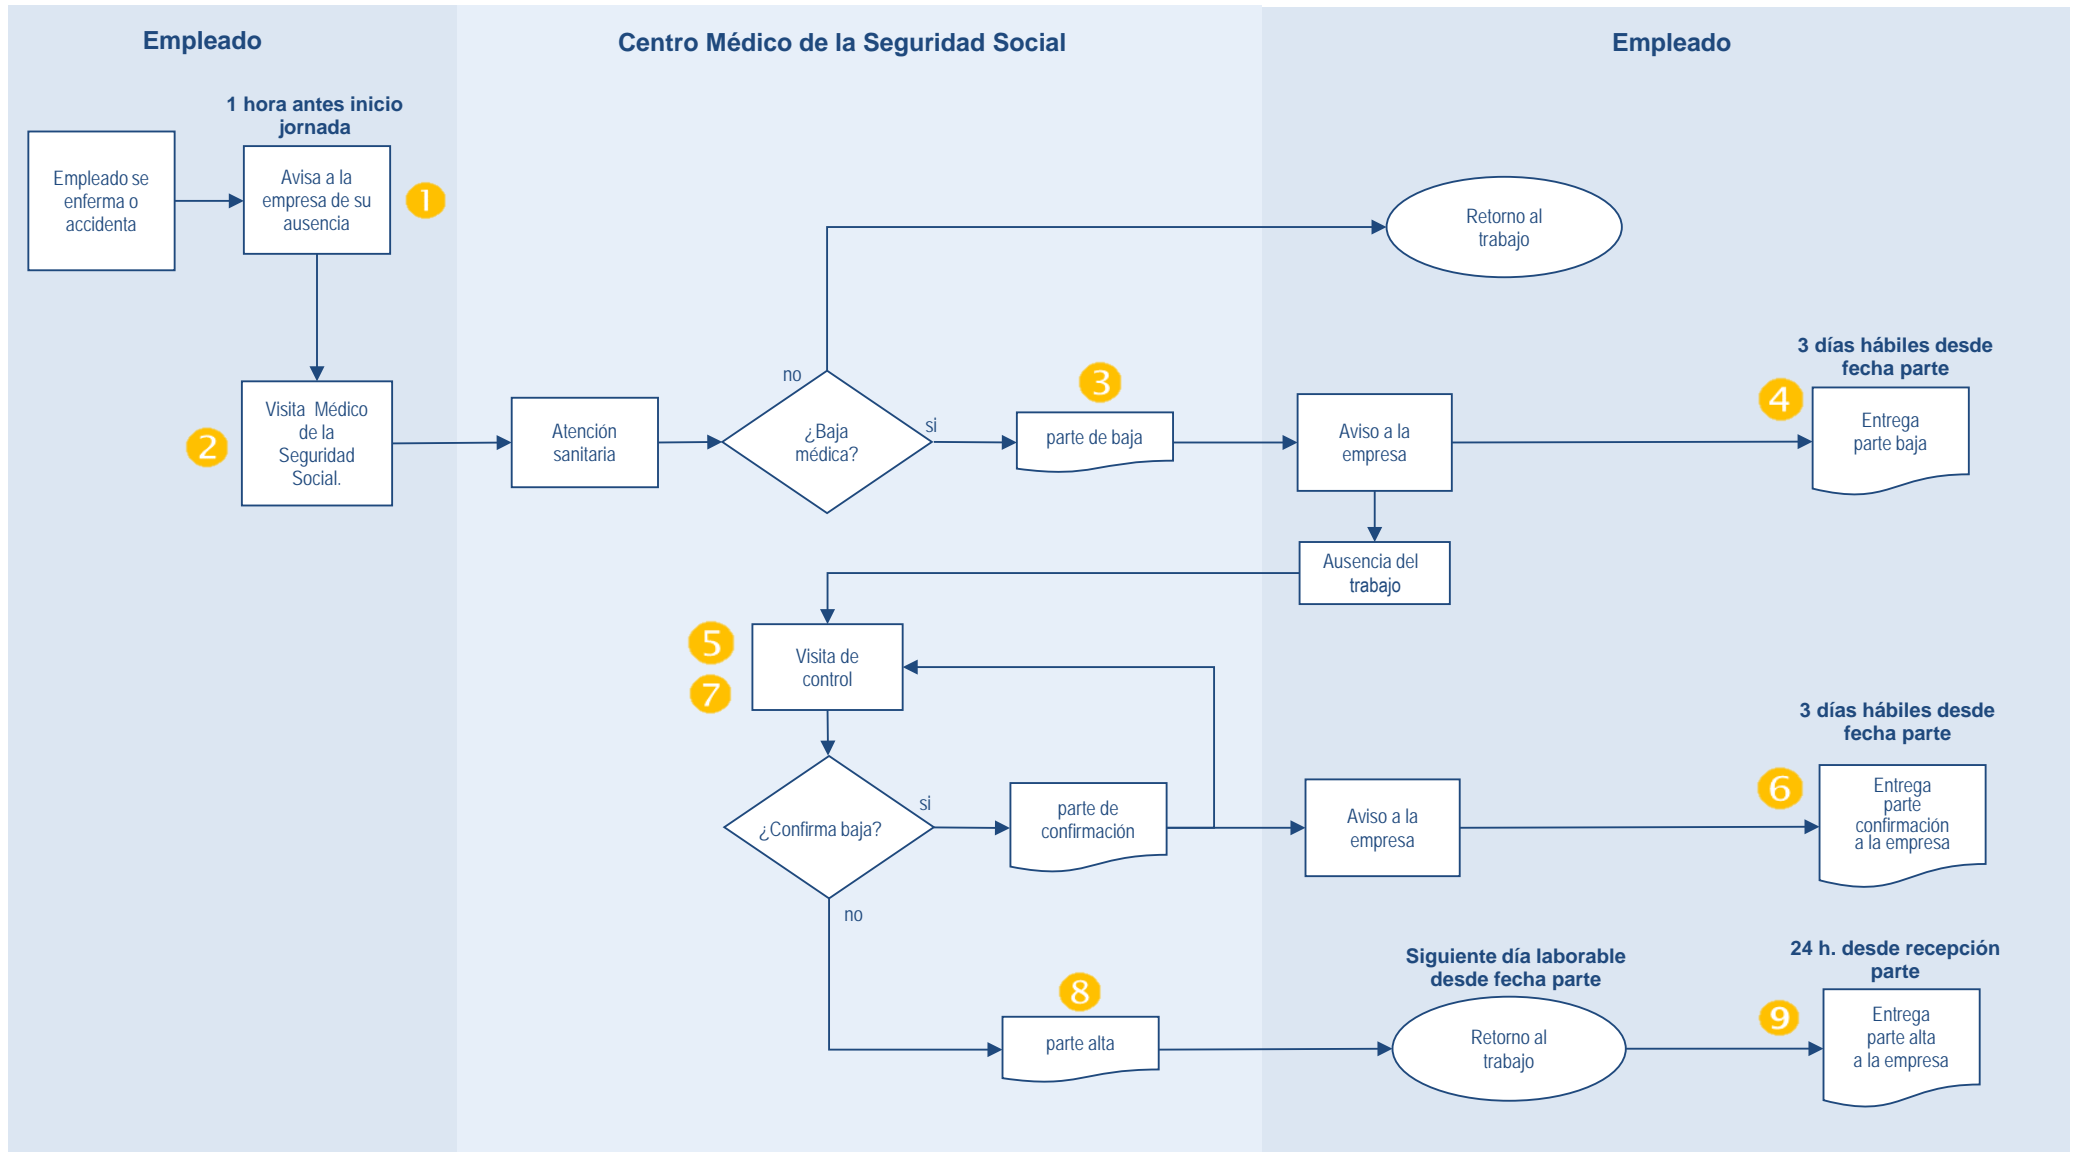 Empleado
Centro Médico de la Seguridad Social
Empleado
1 hora antes inicio
jornada
Empleado se
enferma o
accidenta
Avisa a la
empresa de su
ausencia
1
Retorno al
trabajo
2
Visita Médico
de la
Seguridad
Social.
Atención
sanitaria
no
¿Baja
médica?
si
3
parte de baja
Aviso a la
empresa
3 días hábiles desde
fecha parte
4
Entrega
parte baja
Ausencia del
trabajo
5
7
Visita de
control
¿Confirma baja?
si
no
parte de
confirmación
Aviso a la
empresa
3 días hábiles desde
fecha parte
6
Entrega
parte
confirmación
a la empresa
8
parte alta
Siguiente día laborable
desde fecha parte
Retorno al
trabajo
24 h. desde recepción
parte
9
Entrega
parte alta
a la empresa